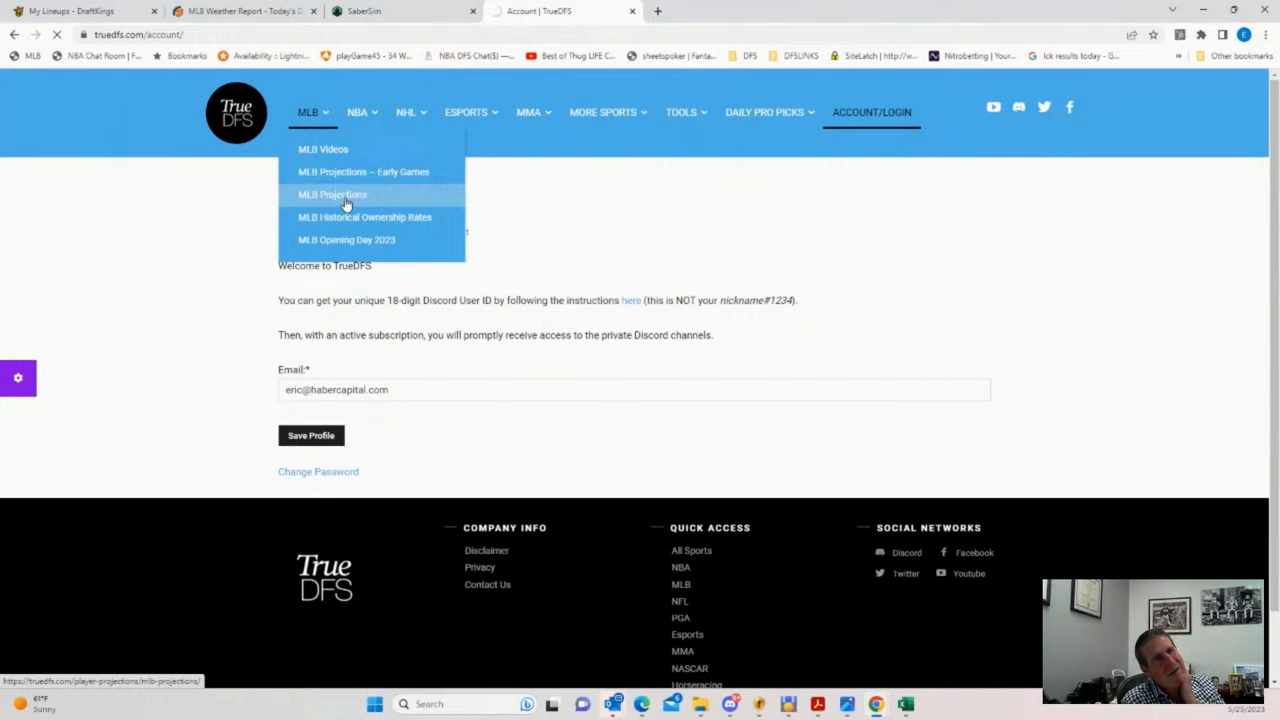 My Lineups - DraftKings
MLB Weather Report - Today's D
SaberSim
Account | TrueDFS
truedfs.com/account/
MLB
NBA Chat Room | F...
Bookmarks
Availability :: Lightni...
playGame45 - 34 W...
NBA DFS Chat($) —...
Best of Thug LIFE C...
sheetspoker | Fanta...
DFS
DFSLINKS
SiteLatch | http://w...
Nitrobetting | Your...
lck results today - G...
»
Other bookmarks
True
DFS
MLB
NBA
NHL
ESPORTS
MMA
MORE SPORTS
TOOLS
DAILY PRO PICKS
ACCOUNT/LOGIN
MLB Videos
MLB Projections – Early Games
MLB Projections
MLB Historical Ownership Rates
MLB Opening Day 2023
Welcome to TrueDFS
You can get your unique 18-digit Discord User ID by following the instructions here (this is NOT your nickname#1234).
Then, with an active subscription, you will promptly receive access to the private Discord channels.
Email:*
eric@habercapital.com
Save Profile
Change Password
True
DFS
COMPANY INFO
Disclaimer
Privacy
Contact Us
QUICK ACCESS
All Sports
NBA
MLB
NFL
PGA
Esports
MMA
NASCAR
Horseracing
SOCIAL NETWORKS
Discord
Facebook
Twitter
Youtube
https://truedfs.com/player-projections/mlb-projections/
61°F
Sunny
Search
5/23/2023